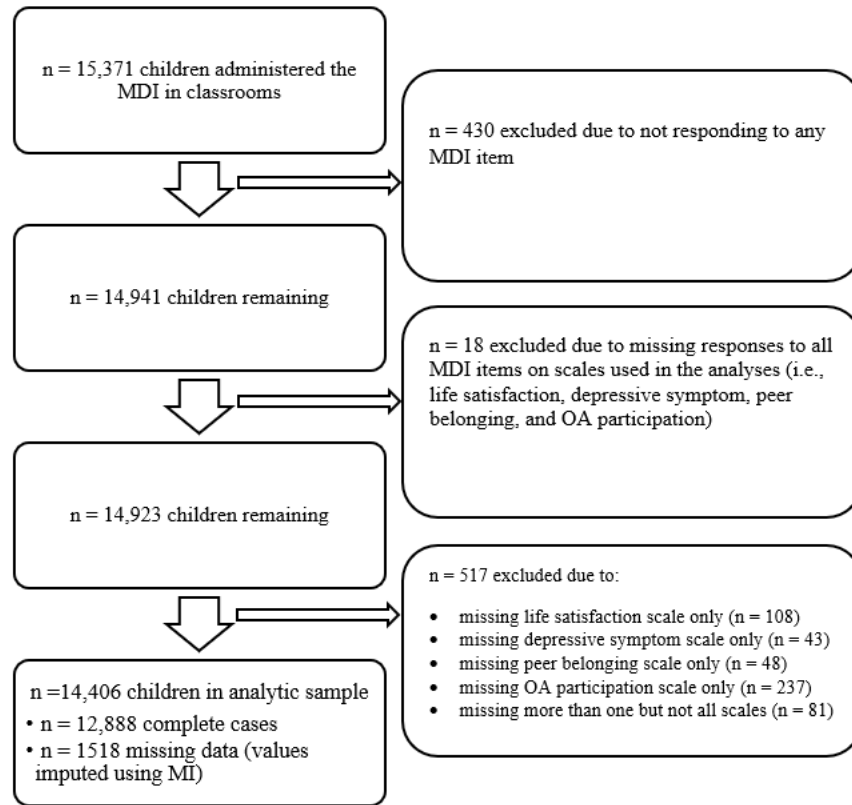 n = 15,371 children administered the
MDI in classrooms
n = 430 excluded due to not responding to any
MDI item
n = 14,941 children remaining
n = 18 excluded due to missing responses to all
MDI items on scales used in the analyses (i.e.,
life satisfaction, depressive symptom, peer
belonging, and OA participation)
n = 14,923 children remaining
n = 517 excluded due to:
• missing life satisfaction scale only (n = 108)
• missing depressive symptom scale only (n = 43)
• missing peer belonging scale only (n = 48)
• missing OA participation scale only (n = 237)
• missing more than one but not all scales (n = 81)
n =14,406 children in analytic sample
• n = 12,888 complete cases
• n = 1518 missing data (values
imputed using MI)